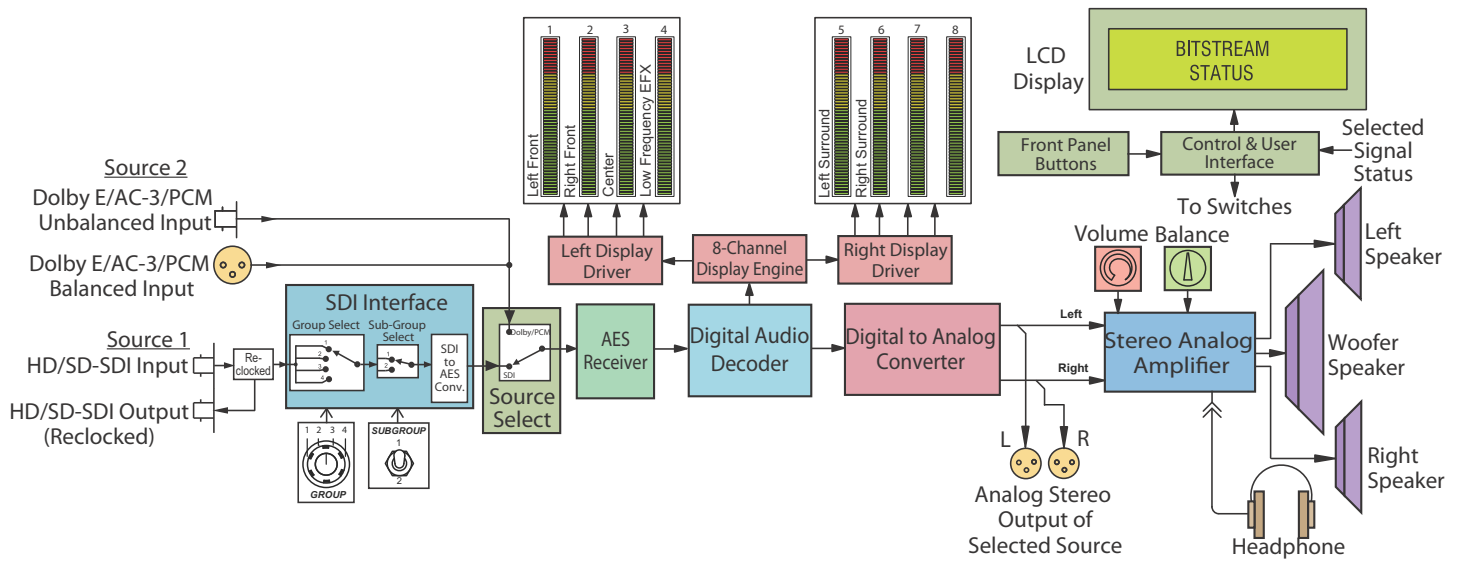 1
2
3
4
Left Front
Right Front
Center
Low Frequency EFX
5
6
7
8
Left Surround
Right Surround
LCD
Display
BITSTREAM
STATUS
Front Panel
Buttons
Control & User
Interface
Selected
Signal
Status
To Switches
Source 2
Dolby E/AC-3/PCM
Unbalanced Input
Dolby E/AC-3/PCM
Balanced Input
Left Display
Driver
8-Channel
Display Engine
Right Display
Driver
Volume
Balance
Left
Speaker
Source 1
HD/SD-SDI Input
HD/SD-SDI Output
(Reclocked)
Re-
clocked
SDI Interface
Group Select
1
2
3
4
Sub-Group
Select
1
2
SDI
to
AES
Conv.
Dolby/PCM
SDI
Source
Select
AES
Receiver
Digital Audio
Decoder
Digital to Analog
Converter
Left
Right
Stereo Analog
Amplifier
Woofer
Speaker
1 2 3 4
GROUP
SUBGROUP
1
2
L
R
Analog Stereo
Output of
Selected Source
Right
Speaker
Headphone